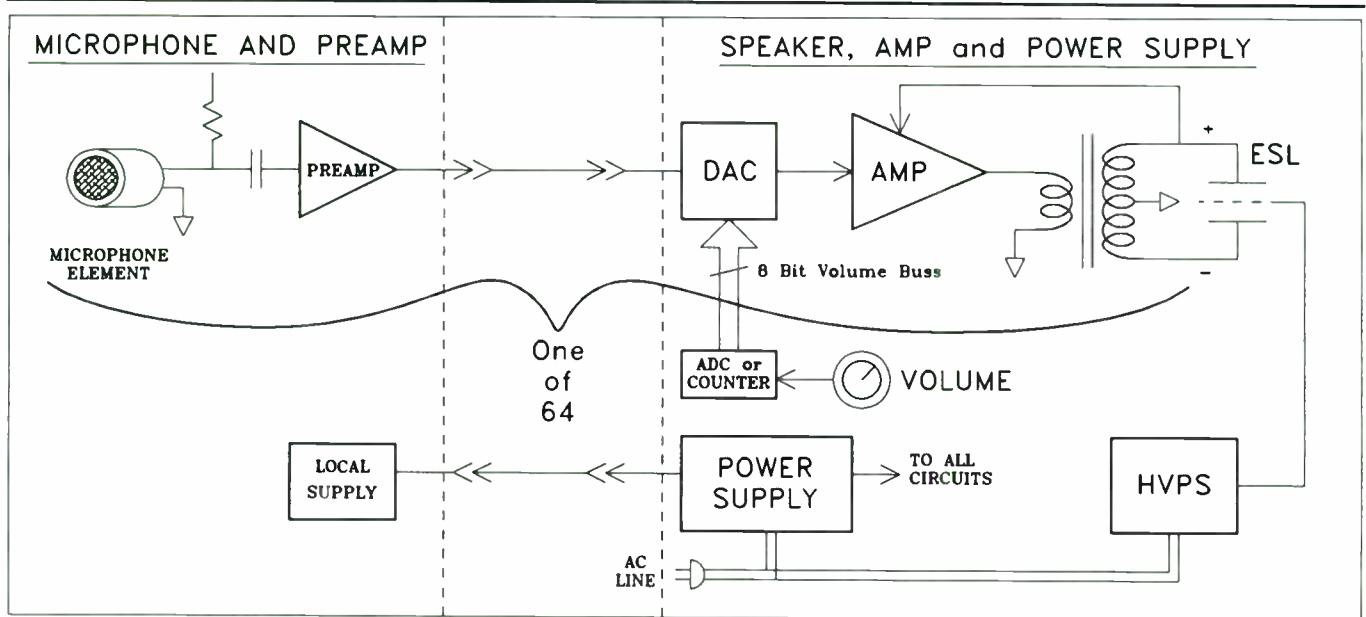 MICROPHONE AND PREAMP
SPEAKER, AMP and POWER SUPPLY
PREAMP
DAC
AMP
+
ESL
-
MICROPHONE
ELEMENT
8 Bit Volume Buss
One
of
64
ADC or
COUNTER
VOLUME
LOCAL
SUPPLY
POWER
SUPPLY
TO ALL
CIRCUITS
HVPS
AC
LINE